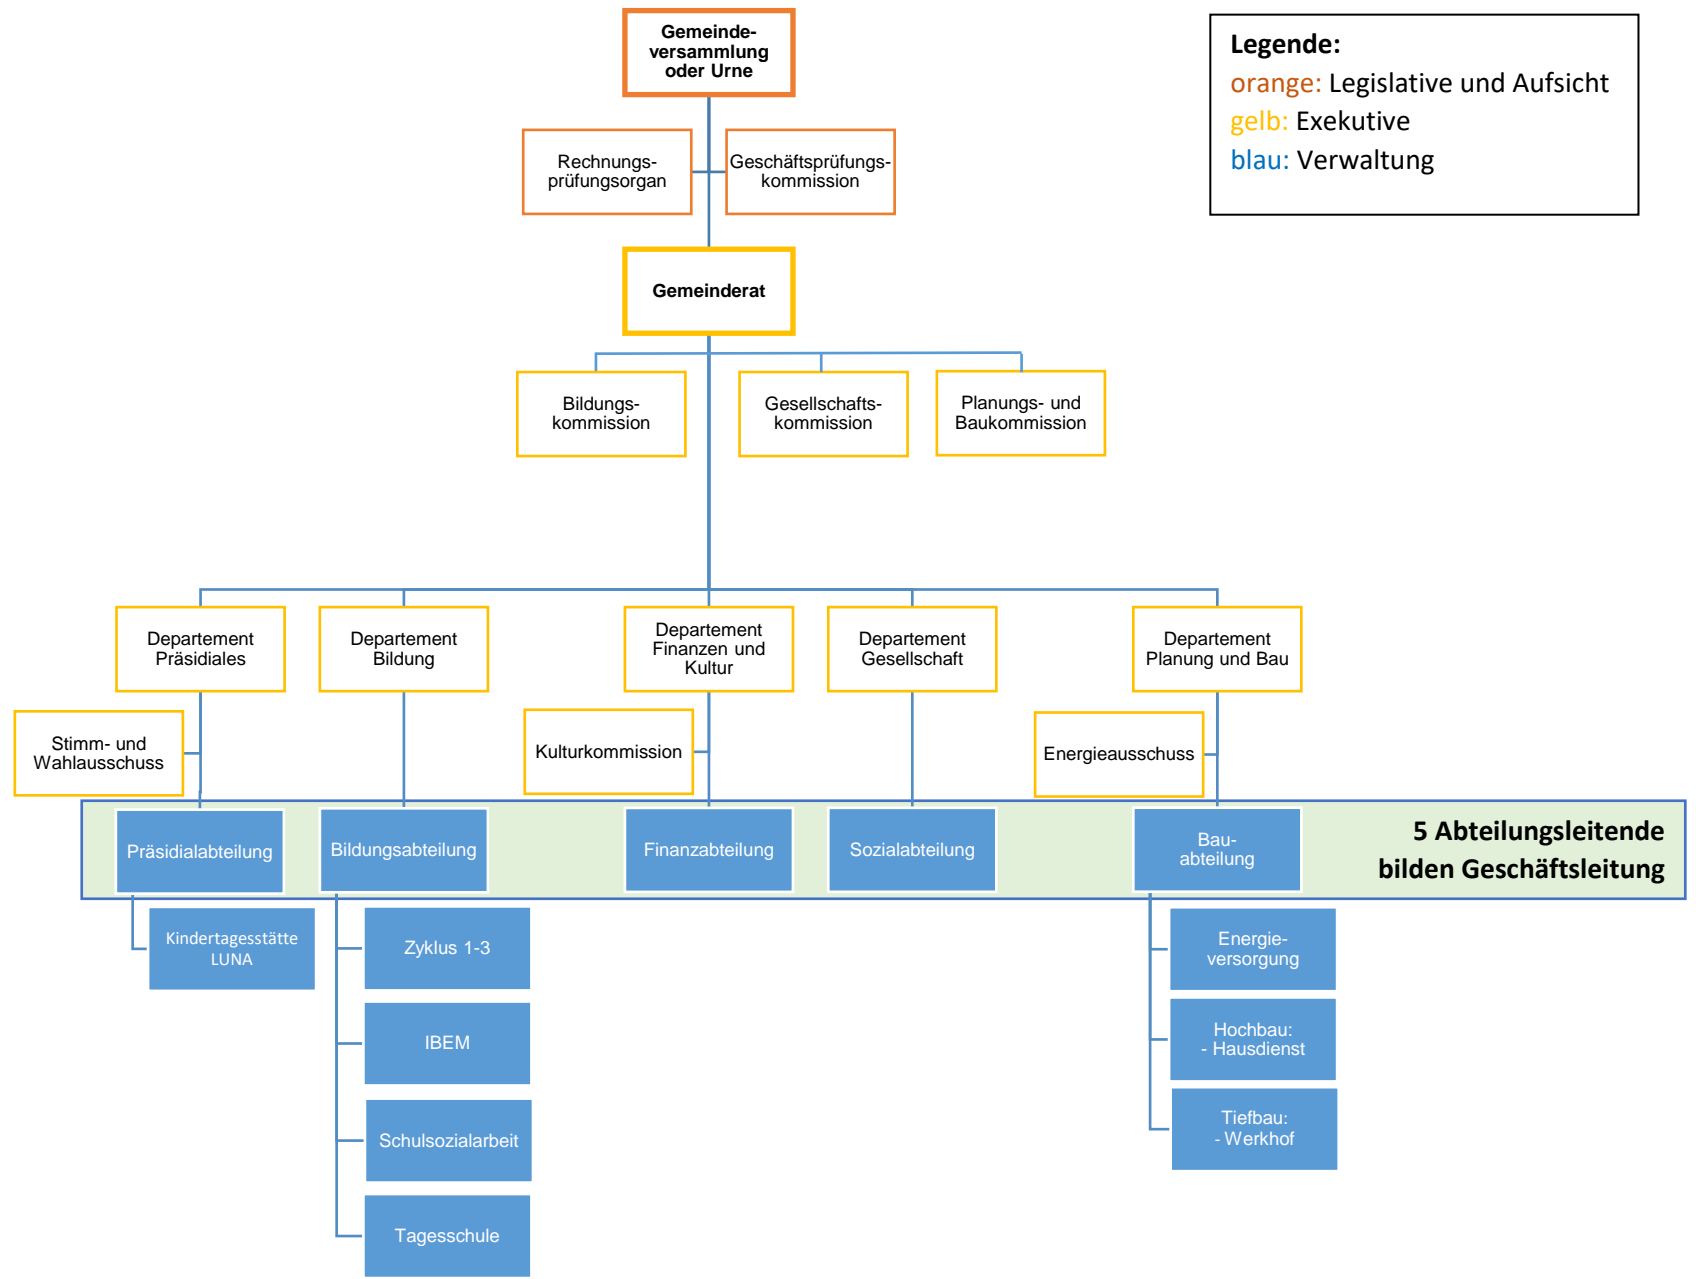 Gemeinde-
versammlung
oder Urne
Legende:
orange: Legislative und Aufsicht
gelb: Exekutive
blau: Verwaltung
Rechnungs-
prüfungsorgan
Geschäftsprüfungs-
kommission
Gemeinderat
Bildungs-
kommission
Gesellschafts-
kommission
Planungs- und
Baukommission
Departement
Präsidiales
Departement
Bildung
Departement
Finanzen und
Kultur
Departement
Gesellschaft
Departement
Planung und Bau
Stimm- und
Wahlausschuss
Kulturkommission
Energieausschuss
Präsidialabteilung
Bildungsabteilung
Finanzabteilung
Sozialabteilung
Bau-
abteilung
5 Abteilungsleitende
bilden Geschäftsleitung
Kindertagesstätte
LUNA
Zyklus 1-3
IBEM
Schulsozialarbeit
Tagesschule
Energie-
versorgung
Hochbau:
- Hausdienst
Tiefbau:
- Werkhof